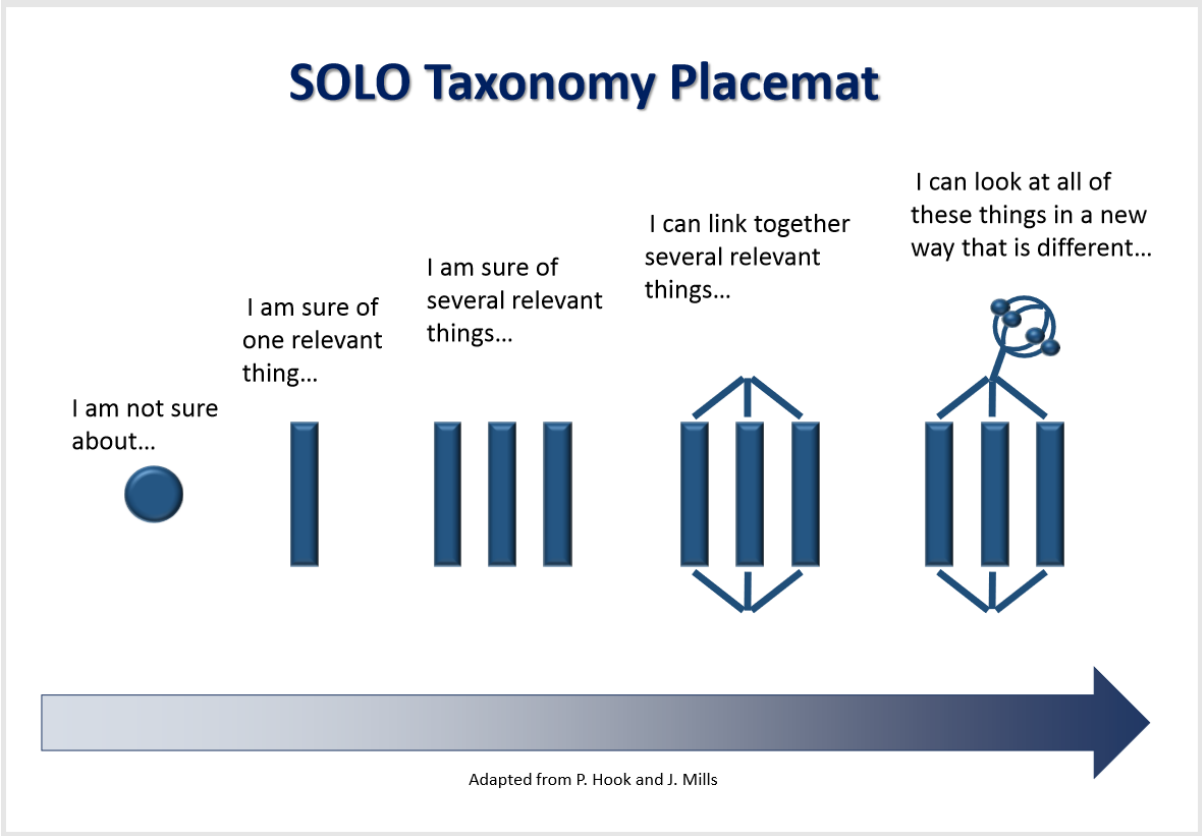 SOLO Taxonomy Placemat
I am not sure
about...
I am sure of
one relevant
thing...
I am sure of
several relevant
things...
I can link together
several relevant
things...
I can look at all of
these things in a new
way that is different...
Adapted from P. Hook and J. Mills